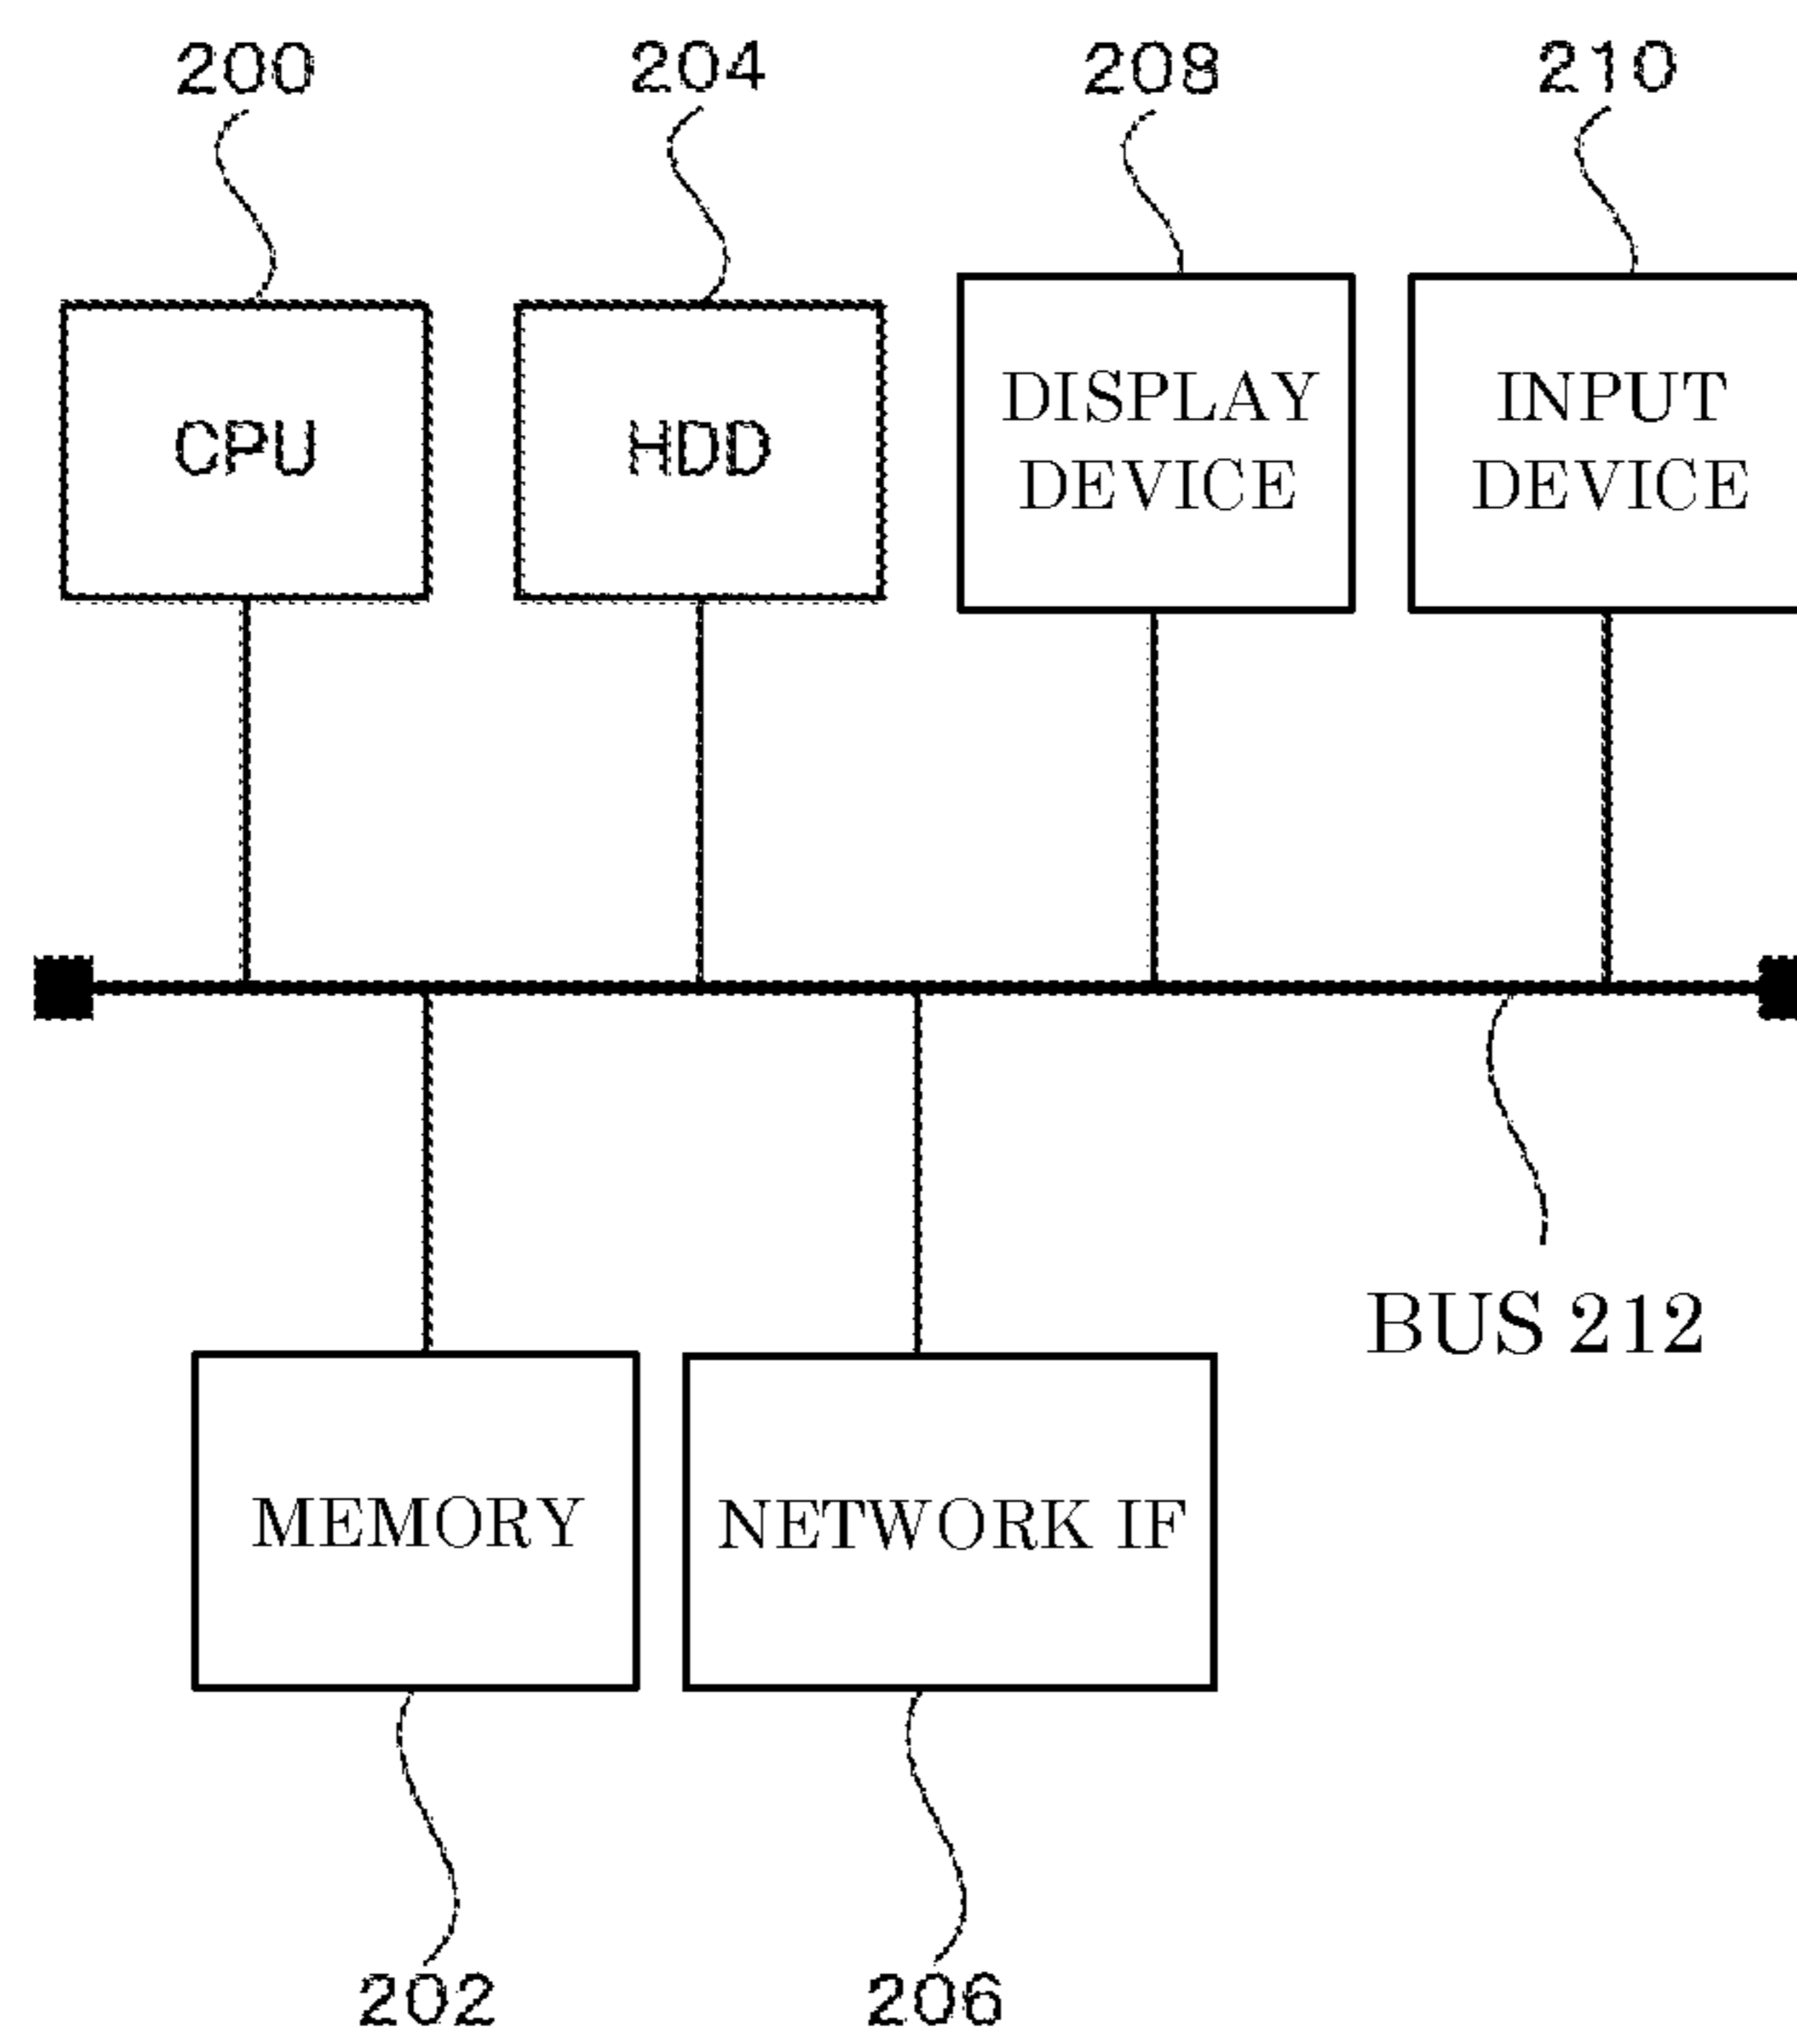 200 204 208 210
CPU HDD DISPLAY DEVICE INPUT DEVICE
BUS 212
MEMORY NETWORK IF
202 206